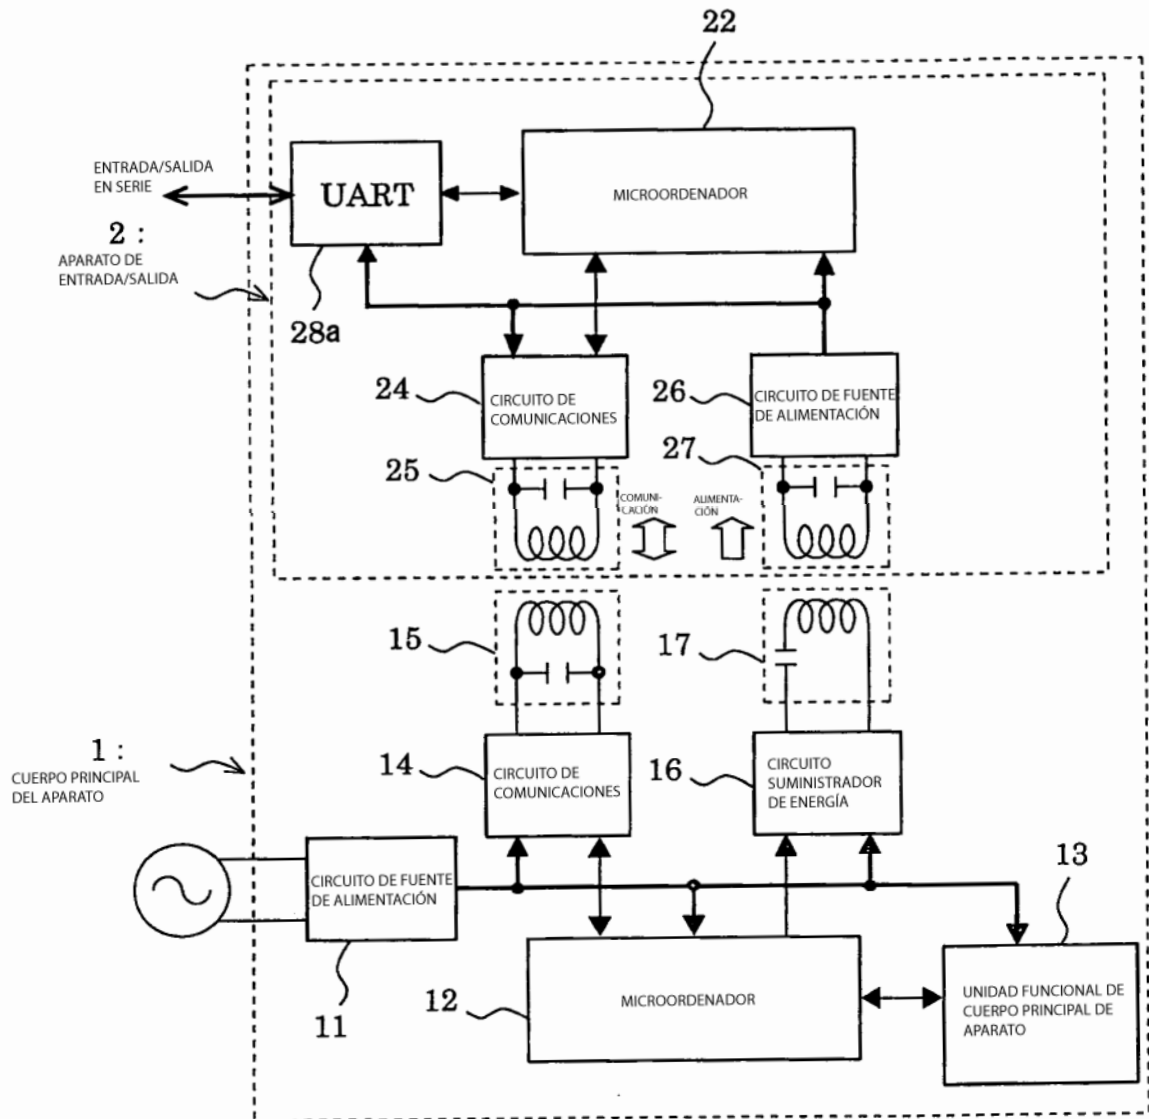 22
ENTRADA/SALIDA
EN SERIE
UART
MICROORDENADOR
2 :
APARATO DE
ENTRADA/SALIDA
28a
24
CIRCUITO DE
COMUNICACIONES
26
CIRCUITO DE FUENTE
DE ALIMENTACIÓN
25
COMUNI-
CACIÓN
ALIMENTA-
CIÓN
27
15
17
1 :
CUERPO PRINCIPAL
DEL APARATO
14
CIRCUITO DE
COMUNICACIONES
16
CIRCUITO
SUMINISTRADOR
DE ENERGÍA
CIRCUITO DE FUENTE
DE ALIMENTACIÓN
13
11
12
MICROORDENADOR
UNIDAD FUNCIONAL DE
CUERPO PRINCIPAL DE
APARATO